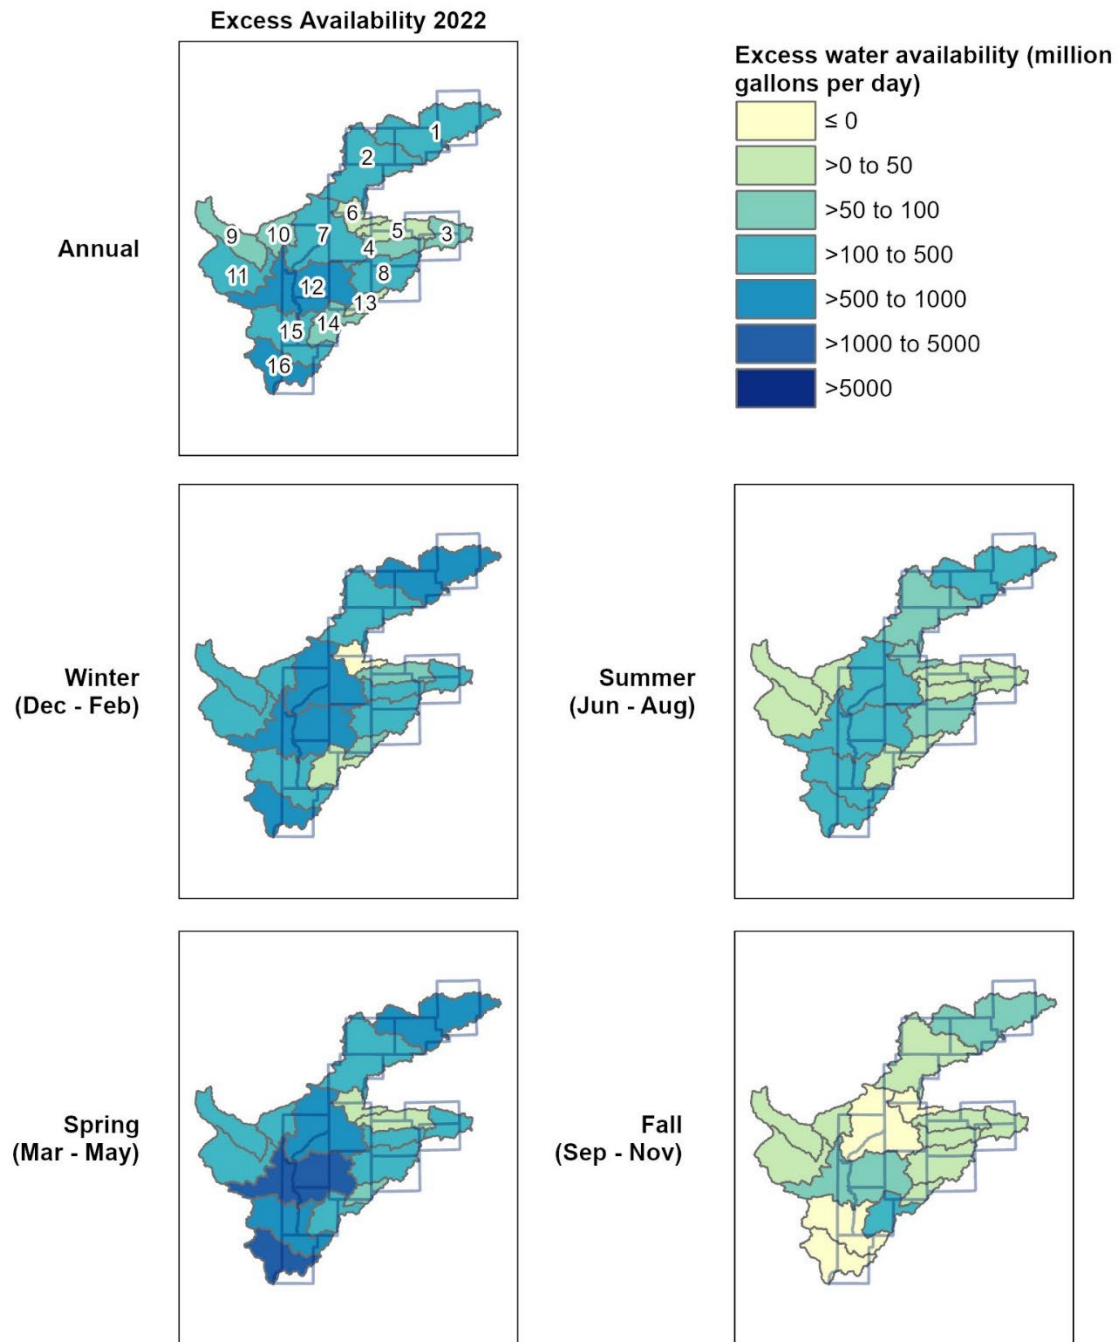 Excess Availability 2022
Excess water availability (million
gallons per day)
≤ 0
>0 to 50
>50 to 100
>100 to 500
>500 to 1000
>1000 to 5000
>5000
Annual
1
2
6
9
10
7
5
3
4
11
8
12
13
14
15
16
Winter
(Dec - Feb)
Summer
(Jun - Aug)
Spring
(Mar - May)
Fall
(Sep - Nov)